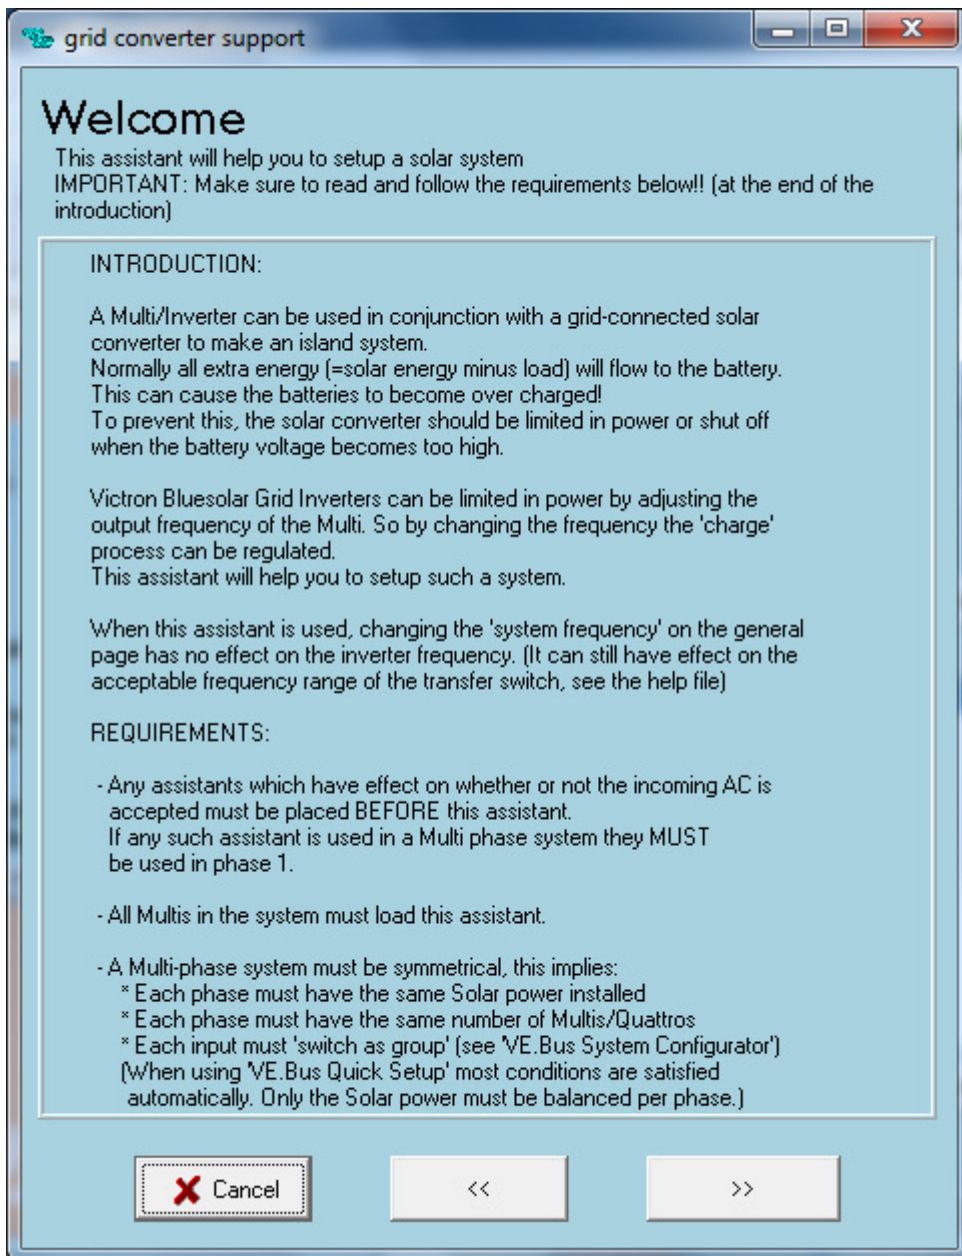 grid converter support
Welcome
This assistant will help you to setup a solar system
IMPORTANT: Make sure to read and follow the requirements below!! (at the end of the
introduction)
INTRODUCTION:
A Multi/Inverter can be used in conjunction with a grid-connected solar
converter to make an island system.
Normally all extra energy (=solar energy minus load) will flow to the battery.
This can cause the batteries to become over charged!
To prevent this, the solar converter should be limited in power or shut off
when the battery voltage becomes too high.
Victron Bluesolar Grid Inverters can be limited in power by adjusting the
output frequency of the Multi. So by changing the frequency the 'charge'
process can be regulated.
This assistant will help you to setup such a system.
When this assistant is used, changing the 'system frequency' on the general
page has no effect on the inverter frequency. (It can still have effect on the
acceptable frequency range of the transfer switch, see the help file)
REQUIREMENTS:
- Any assistants which have effect on whether or not the incoming AC is
accepted must be placed BEFORE this assistant.
If any such assistant is used in a Multi phase system they MUST
be used in phase 1.
- All Multis in the system must load this assistant.
- A Multi-phase system must be symmetrical, this implies:
* Each phase must have the same Solar power installed
* Each phase must have the same number of Multis/Quattros
* Each input must 'switch as group' (see 'VE.Bus System Configurator')
(When using 'VE.Bus Quick Setup' most conditions are satisfied
automatically. Only the Solar power must be balanced per phase.)
Cancel << >>